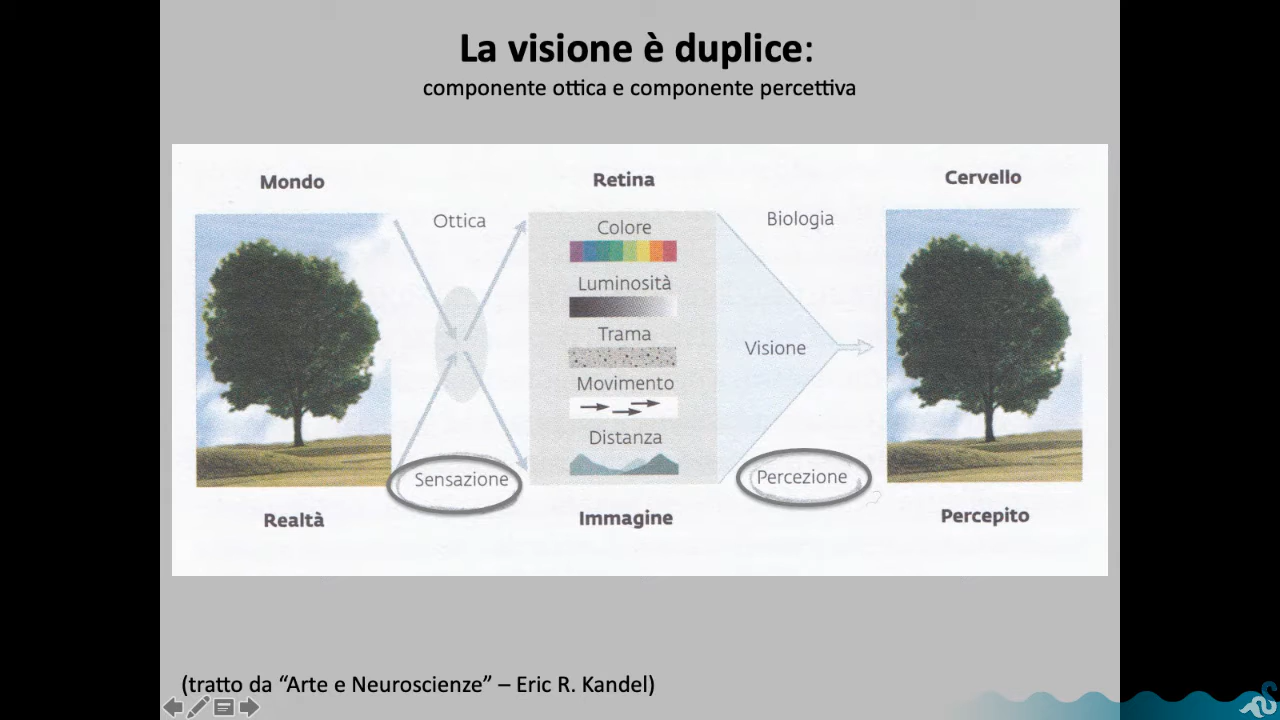 La visione è duplice:
componente ottica e componente percettiva
Mondo
Retina
Cervello
Ottica
Colore
Biologia
Luminosità
Trama
Visione
Movimento
Distanza
Sensazione
Percezione
Realtà
Immagine
Percepito
(tratto da “Arte e Neuroscienze” – Eric R. Kandel)